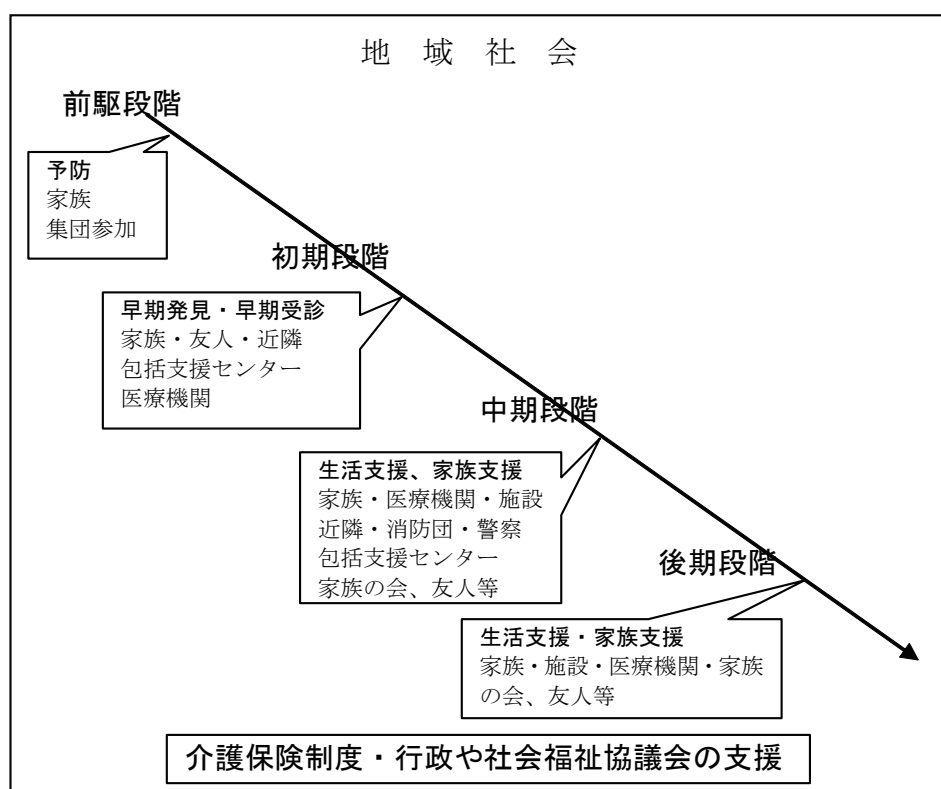 地 域 社 会
前駆段階
予防
家族
集団参加
初期段階
早期発見・早期受診
家族・友人・近隣
包括支援センター
医療機関
中期段階
生活支援、家族支援
家族・医療機関・施設
近隣・消防団・警察
包括支援センター
家族の会、友人等
後期段階
生活支援・家族支援
家族・施設・医療機関・家族
の会、友人等
介護保険制度・行政や社会福祉協議会の支援